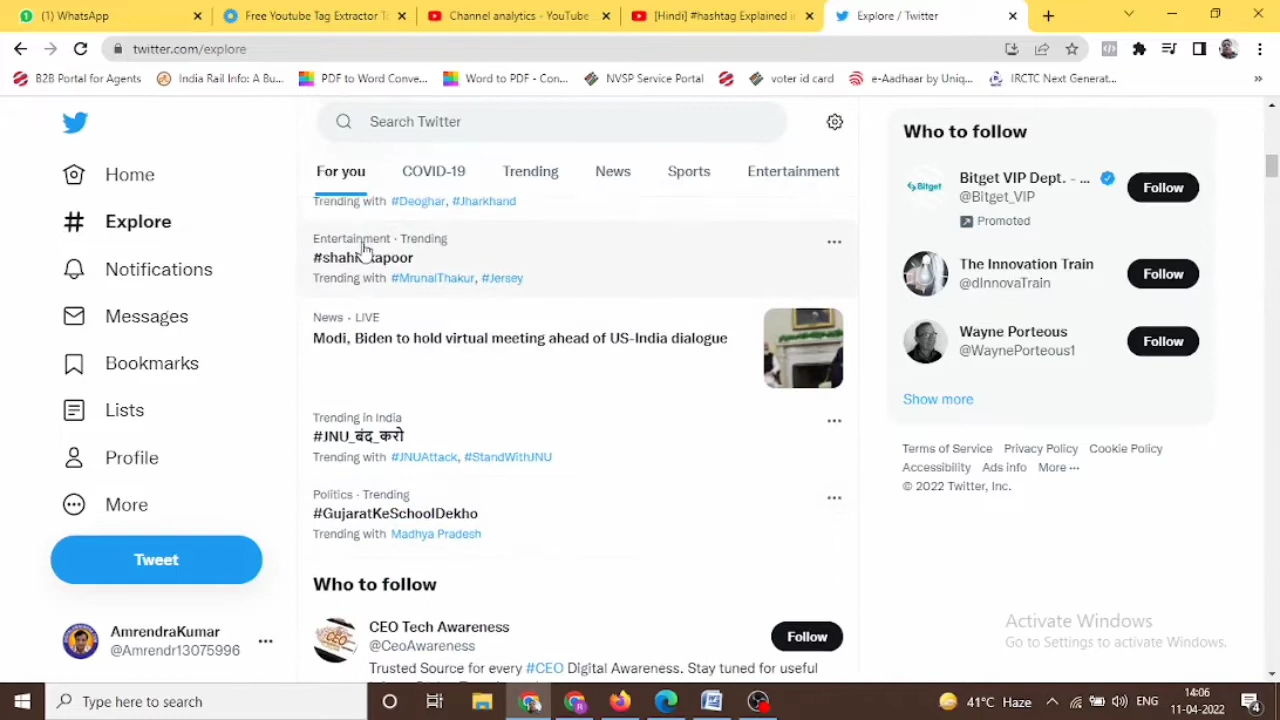 (1) WhatsApp
Free Youtube Tag Extractor To
Channel analytics - YouTube
[Hindi] #hashtag Explained in
Explore / Twitter
twitter.com/explore
B2B Portal for Agents
India Rail Info: A Bu...
PDF to Word Conve...
Word to PDF - Con...
NVSP Service Portal
voter id card
e-Aadhaar by Uniq...
IRCTC Next Generat...
Home
Explore
Notifications
Messages
Bookmarks
Lists
Profile
More
Tweet
AmrendraKumar
@Amrendr13075996
Search Twitter
For you
COVID-19
Trending
News
Sports
Entertainment
Trending with #Deoghar, #Jharkhand
Entertainment · Trending
Trending with #MrunalThakur, #Jersey
News · LIVE
Modi, Biden to hold virtual meeting ahead of US-India dialogue
Trending in India
#JNU_बंद_करो
Trending with #JNUAttack, #StandWithJNU
Politics · Trending
#GujaratKeSchoolDekho
Trending with Madhya Pradesh
Who to follow
CEO Tech Awareness
@CeoAwareness
Follow
Trusted Source for every #CEO Digital Awareness. Stay tuned for useful
Who to follow
Bitget VIP Dept. - ...
@Bitget_VIP
Follow
Promoted
The Innovation Train
@dInnovaTrain
Follow
Wayne Porteous
@WaynePorteous1
Follow
Show more
Terms of Service Privacy Policy Cookie Policy
Accessibility Ads info More ···
© 2022 Twitter, Inc.
Activate Windows
Go to Settings to activate Windows.
Type here to search
41°C Haze
ENG
14:06
11-04-2022
4